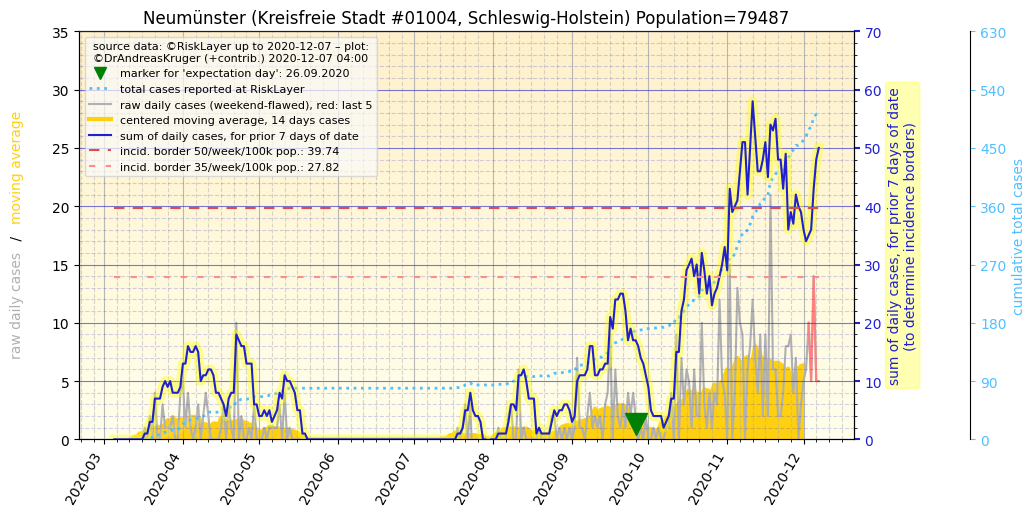 Neumünster (Kreisfreie Stadt #01004, Schleswig-Holstein) Population=79487
source data: ©RiskLayer up to 2020-12-07 – plot:
©DrAndreasKruger (+contrib.) 2020-12-07 04:00
marker for 'expectation day': 26.09.2020
total cases reported at RiskLayer
raw daily cases (weekend-flawed), red: last 5
centered moving average, 14 days cases
sum of daily cases, for prior 7 days of date
incid. border 50/week/100k pop.: 39.74
incid. border 35/week/100k pop.: 27.82
raw daily cases / moving average
35
30
25
20
15
10
5
0
2020-03
2020-04
2020-05
2020-06
2020-07
2020-08
2020-09
2020-10
2020-11
2020-12
70
60
50
40
30
20
10
0
sum of daily cases, for prior 7 days of date
(to determine incidence borders)
630
540
450
360
270
180
90
0
cumulative total cases